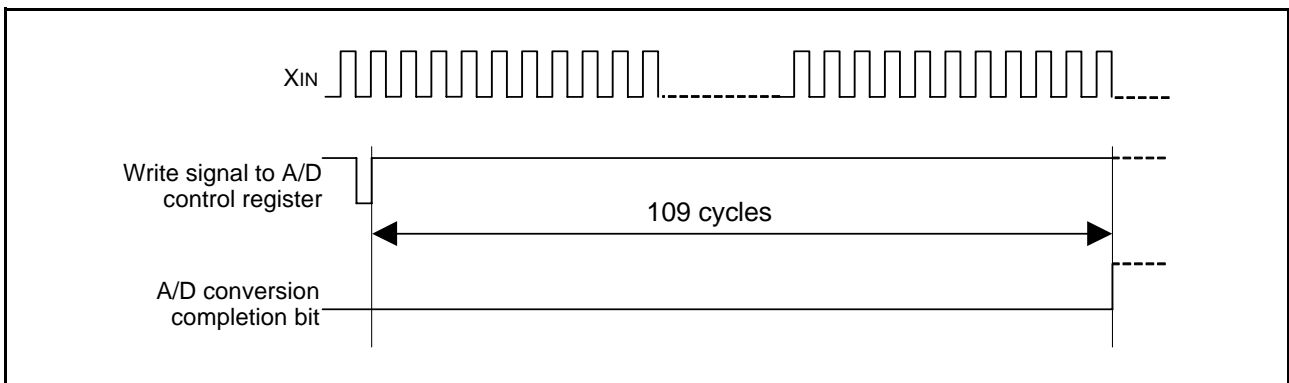 XIN
Write signal to A/D
control register
109 cycles
A/D conversion
completion bit